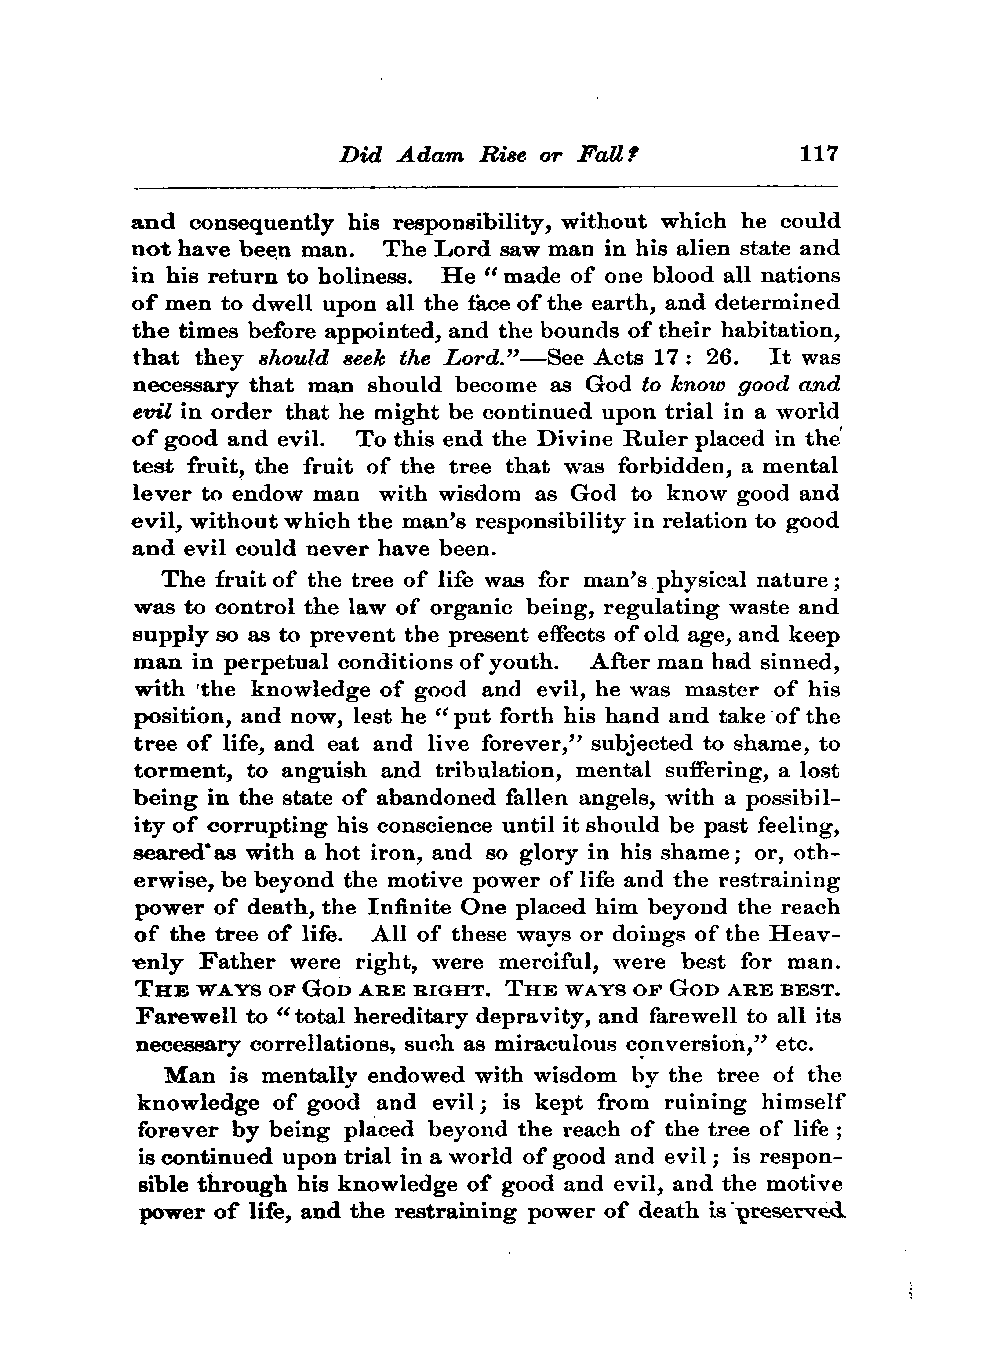 Did Adam Rise or Fall? 117
and consequently his responsibility, without which he could
not have been man. The Lord saw man in his alien state and
in his return to holiness. He “made of one blood all nations
of men to dwell upon all the face of the earth, and determined
the times before appointed, and the bounds of their habitation,
that they should seek the Lord.”—See Acts 17: 26. It was
necessary that man should become as God to know good and
evil in order that he might be continued upon trial in a world
of good and evil. To this end the Divine Ruler placed in the
test fruit, the fruit of the tree that was forbidden, a mental
lever to endow man with wisdom as God to know good and
evil, without which the man's responsibility in relation to good
and evil could never have been.
The fruit of the tree of life was for man's physical nature;
was to control the law of organic being, regulating waste and
supply so as to prevent the present effects of old age, and keep
man in perpetual conditions of youth. After man had sinned,
with the knowledge of good and evil, he was master of his
position, and now, lest he “put forth his hand and take of the
tree of life, and eat and live forever,” subjected to shame, to
torment, to anguish and tribulation, mental suffering, a lost
being in the state of abandoned fallen angels, with a possibil-
ity of corrupting his conscience until it should be past feeling,
seared as with a hot iron, and so glory in his shame; or, oth-
erwise, be beyond the motive power of life and the restraining
power of death, the Infinite One placed him beyond the reach
of the tree of life. All of these ways or doings of the Heav-
enly Father were right, were merciful, were best for man.
THE WAYS OF GOD ARE RIGHT. THE WAYS OF GOD ARE BEST.
Farewell to “total hereditary depravity, and farewell to all its
necessary correllations, such as miraculous conversion,” etc.
Man is mentally endowed with wisdom by the tree of the
knowledge of good and evil; is kept from ruining himself
forever by being placed beyond the reach of the tree of life;
is continued upon trial in a world of good and evil; is respon-
sible through his knowledge of good and evil, and the motive
power of life, and the restraining power of death is preserved